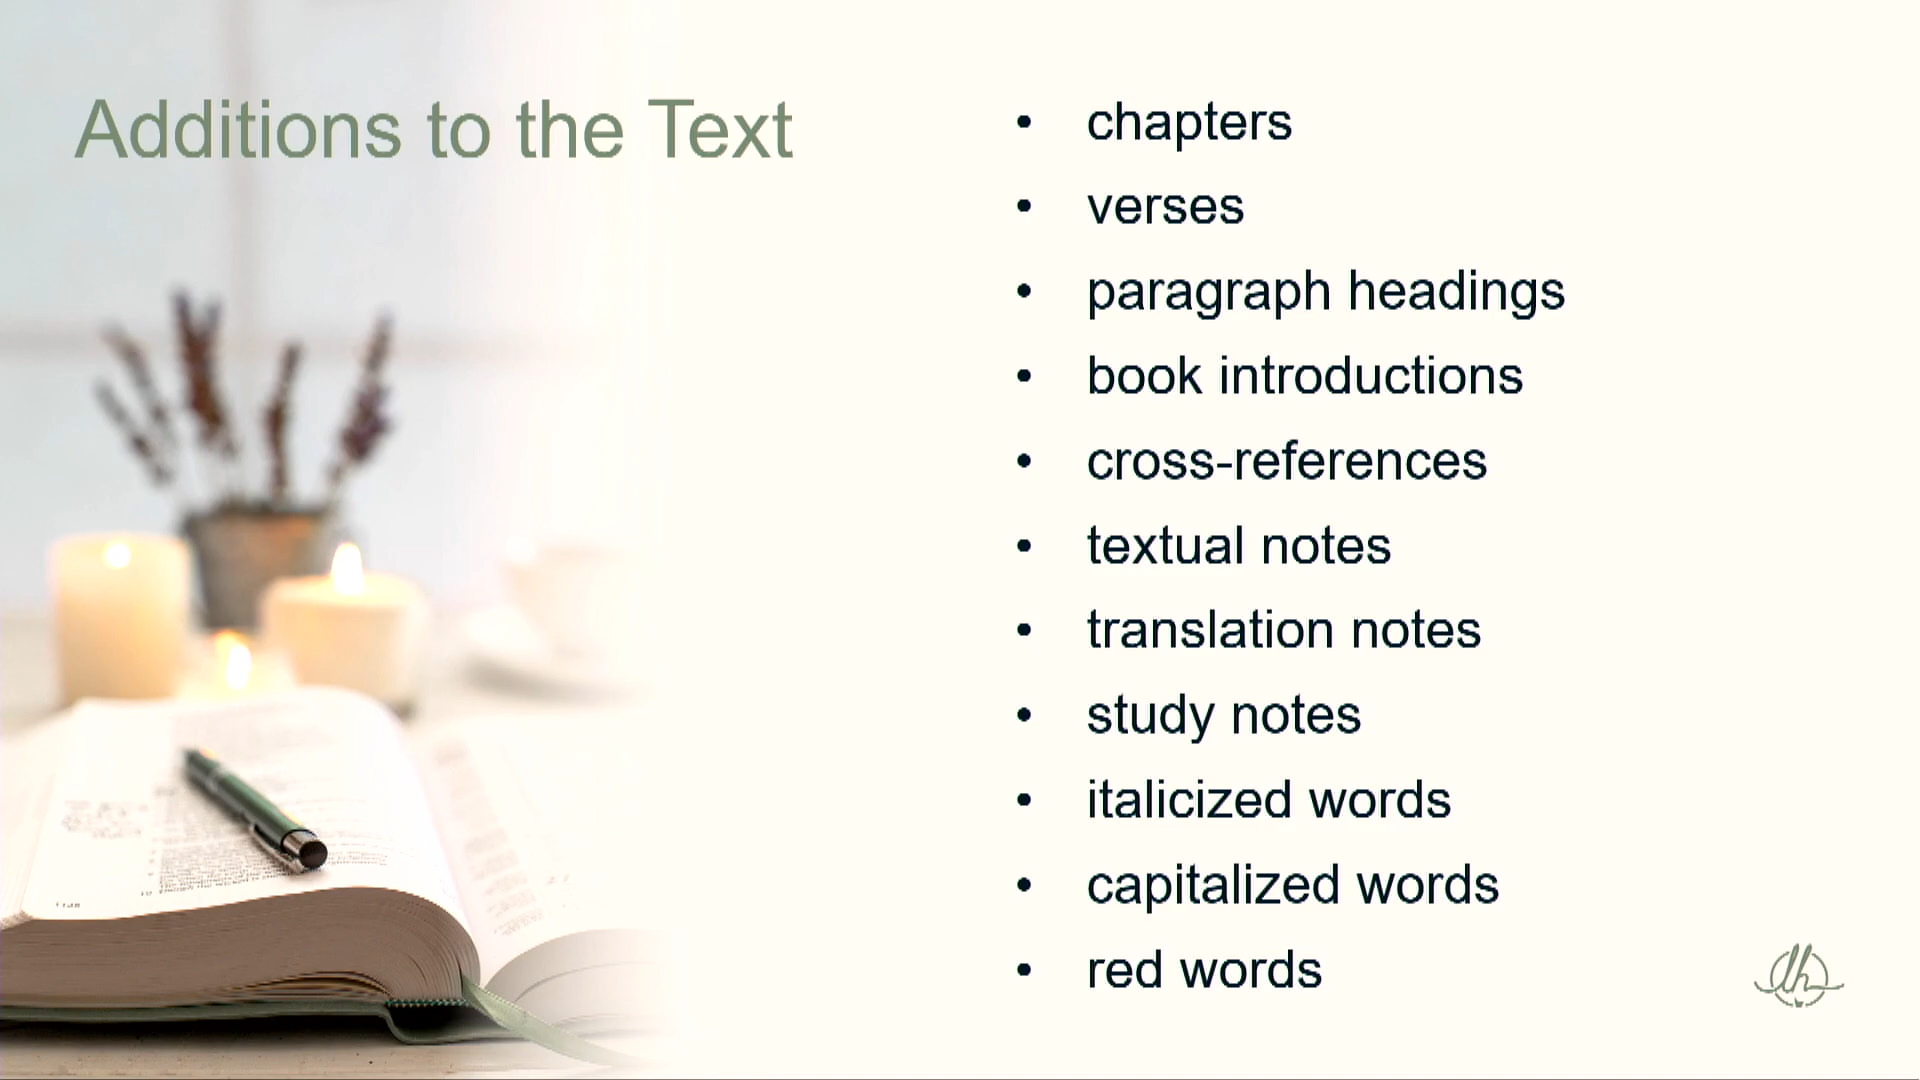 Additions to the Text
• chapters
• verses
• paragraph headings
• book introductions
• cross-references
• textual notes
• translation notes
• study notes
• italicized words
• capitalized words
• red words